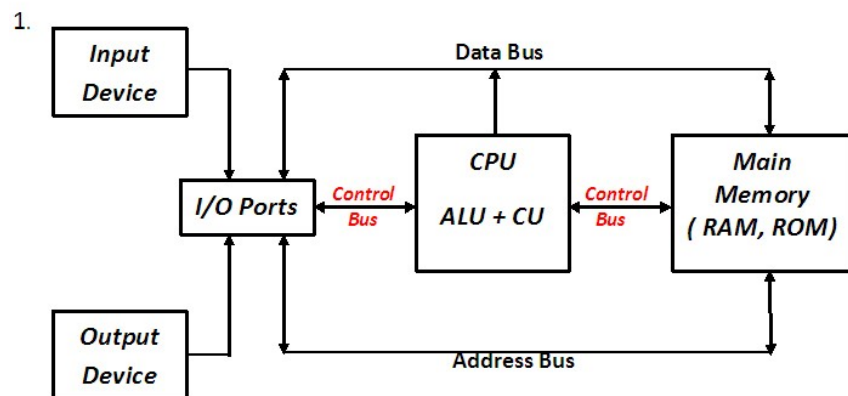 1.
Input
Device
Data Bus
CPU
ALU + CU
Main
Memory
( RAM, ROM)
I/O Ports
Control
Bus
Control
Bus
Output
Device
Address Bus